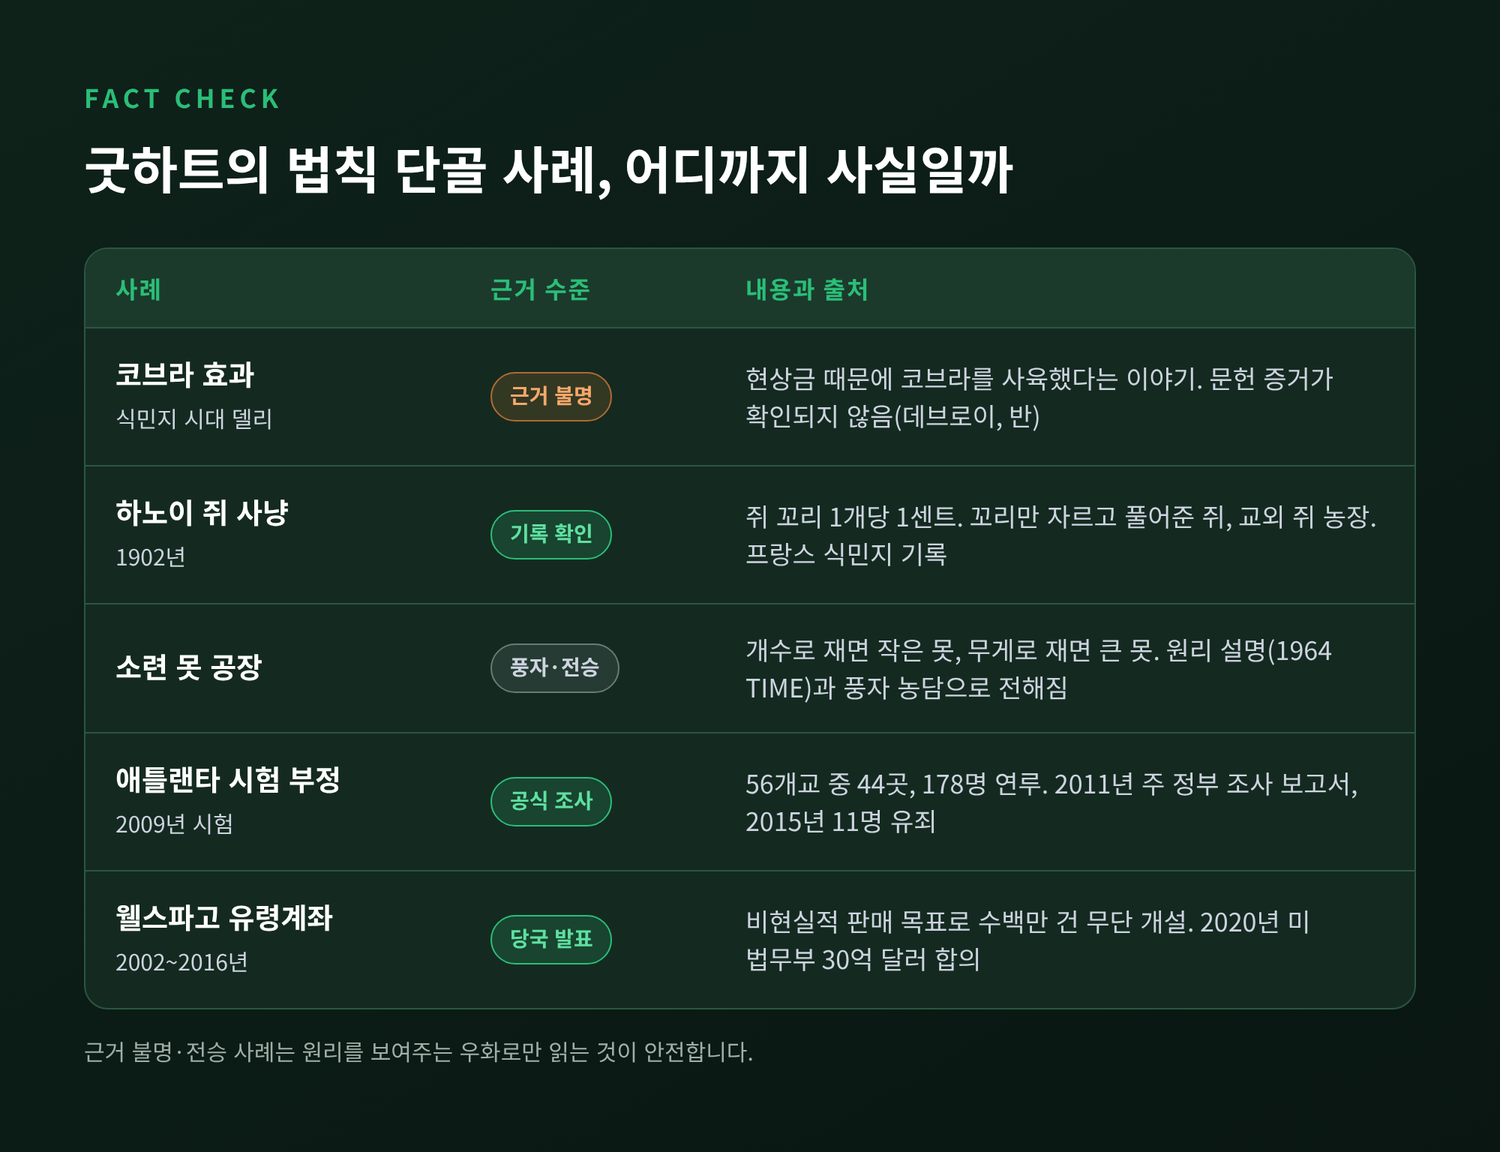 FACT CHECK
굿하트의 법칙 단골 사례, 어디까지 사실일까
사례
근거 수준
내용과 출처
코브라 효과
식민지 시대 델리
근거 불명
현상금 때문에 코브라를 사육했다는 이야기. 문헌 증거가
확인되지 않음(데브로이, 반)
하노이 쥐 사냥
1902년
기록 확인
쥐 꼬리 1개당 1센트. 꼬리만 자르고 풀어준 쥐, 교외 쥐 농장.
프랑스 식민지 기록
소련 못 공장
풍자·전승
개수로 재면 작은 못, 무게로 재면 큰 못. 원리 설명(1964
TIME)과 풍자 농담으로 전해짐
애틀랜타 시험 부정
2009년 시험
공식 조사
56개교 중 44곳, 178명 연루. 2011년 주 정부 조사 보고서,
2015년 11명 유죄
웰스파고 유령계좌
2002~2016년
당국 발표
비현실적 판매 목표로 수백만 건 무단 개설. 2020년 미
법무부 30억 달러 합의
근거 불명·전승 사례는 원리를 보여주는 우화로만 읽는 것이 안전합니다.